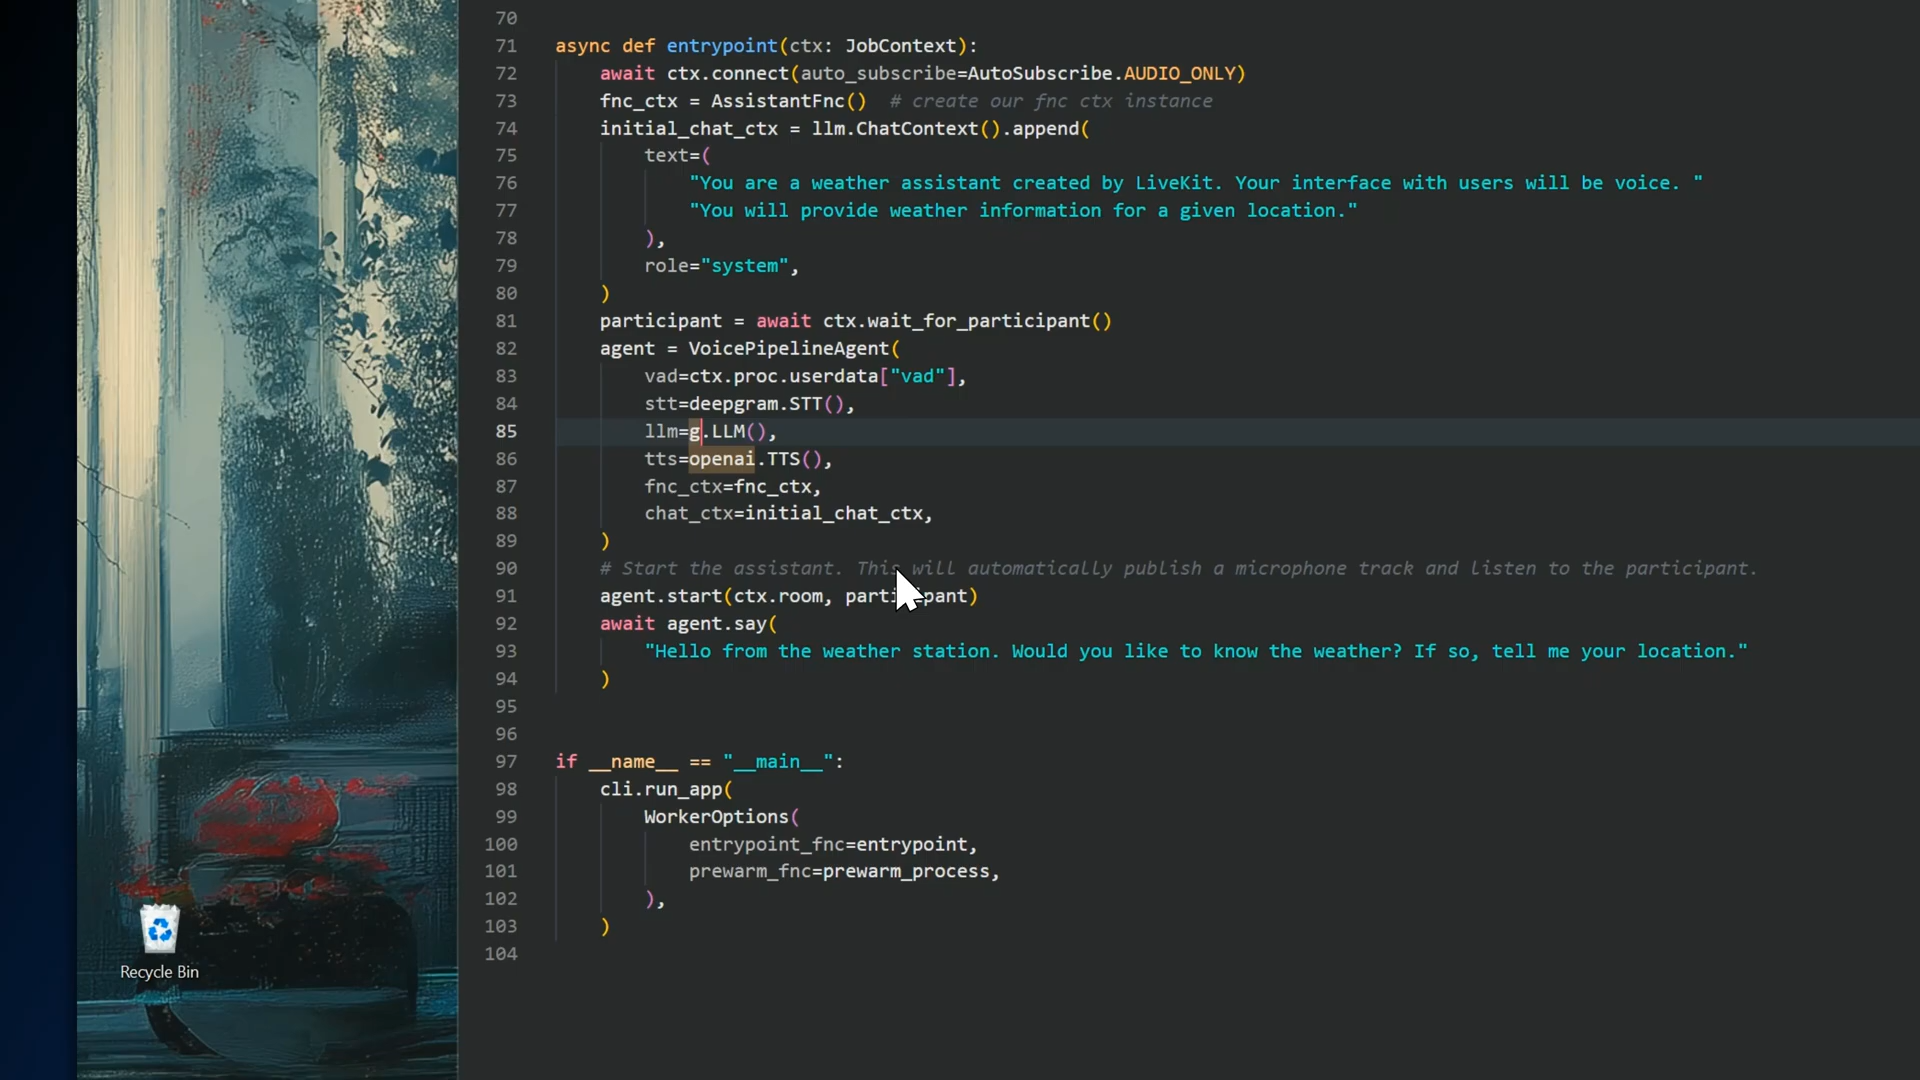 70
71 async def entrypoint(ctx: JobContext):
72 await ctx.connect(auto_subscribe=AutoSubscribe.AUDIO_ONLY)
73 fnc_ctx = AssistantFnc()  # create our fnc ctx instance
74 initial_chat_ctx = llm.ChatContext().append(
75 text=(
76 "You are a weather assistant created by LiveKit. Your interface with users will be voice. "
77 "You will provide weather information for a given location."
78 ),
79 role="system",
80 )
81 participant = await ctx.wait_for_participant()
82 agent = VoicePipelineAgent(
83 vad=ctx.proc.userdata["vad"],
84 stt=deepgram.STT(),
85 llm=g.LLM(),
86 tts=openai.TTS(),
87 fnc_ctx=fnc_ctx,
88 chat_ctx=initial_chat_ctx,
89 )
90 # Start the assistant. This will automatically publish a microphone track and listen to the participant.
91 agent.start(ctx.room, participant)
92 await agent.say(
93 "Hello from the weather station. Would you like to know the weather? If so, tell me your location."
94 )
95
96
97 if __name__ == "__main__":
98 cli.run_app(
99 WorkerOptions(
100 entrypoint_fnc=entrypoint,
101 prewarm_fnc=prewarm_process,
102 ),
103 )
104
Recycle Bin